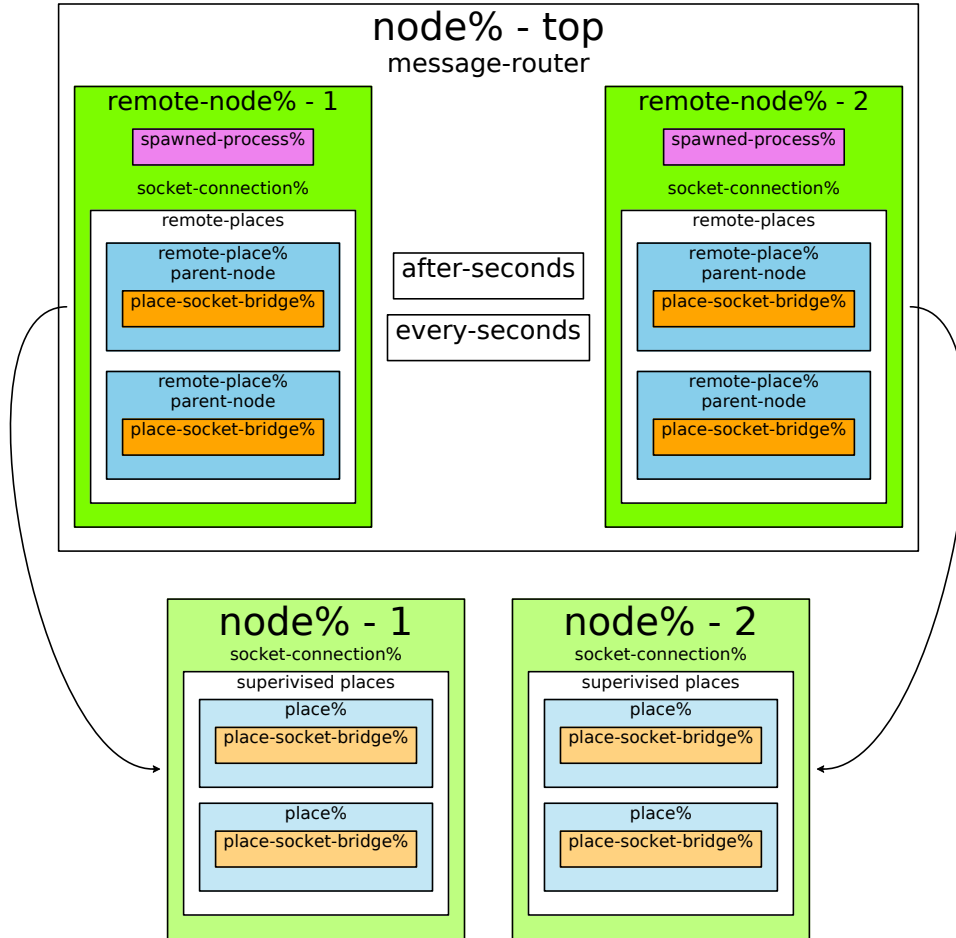 node% - top
message-router
remote-node% - 1
spawned-process%
socket-connection%
remote-places
remote-place%
parent-node
place-socket-bridge%
remote-place%
parent-node
place-socket-bridge%
after-seconds
every-seconds
remote-node% - 2
spawned-process%
socket-connection%
remote-places
remote-place%
parent-node
place-socket-bridge%
remote-place%
parent-node
place-socket-bridge%
node% - 1
socket-connection%
superivised places
place%
place-socket-bridge%
place%
place-socket-bridge%
node% - 2
socket-connection%
superivised places
place%
place-socket-bridge%
place%
place-socket-bridge%